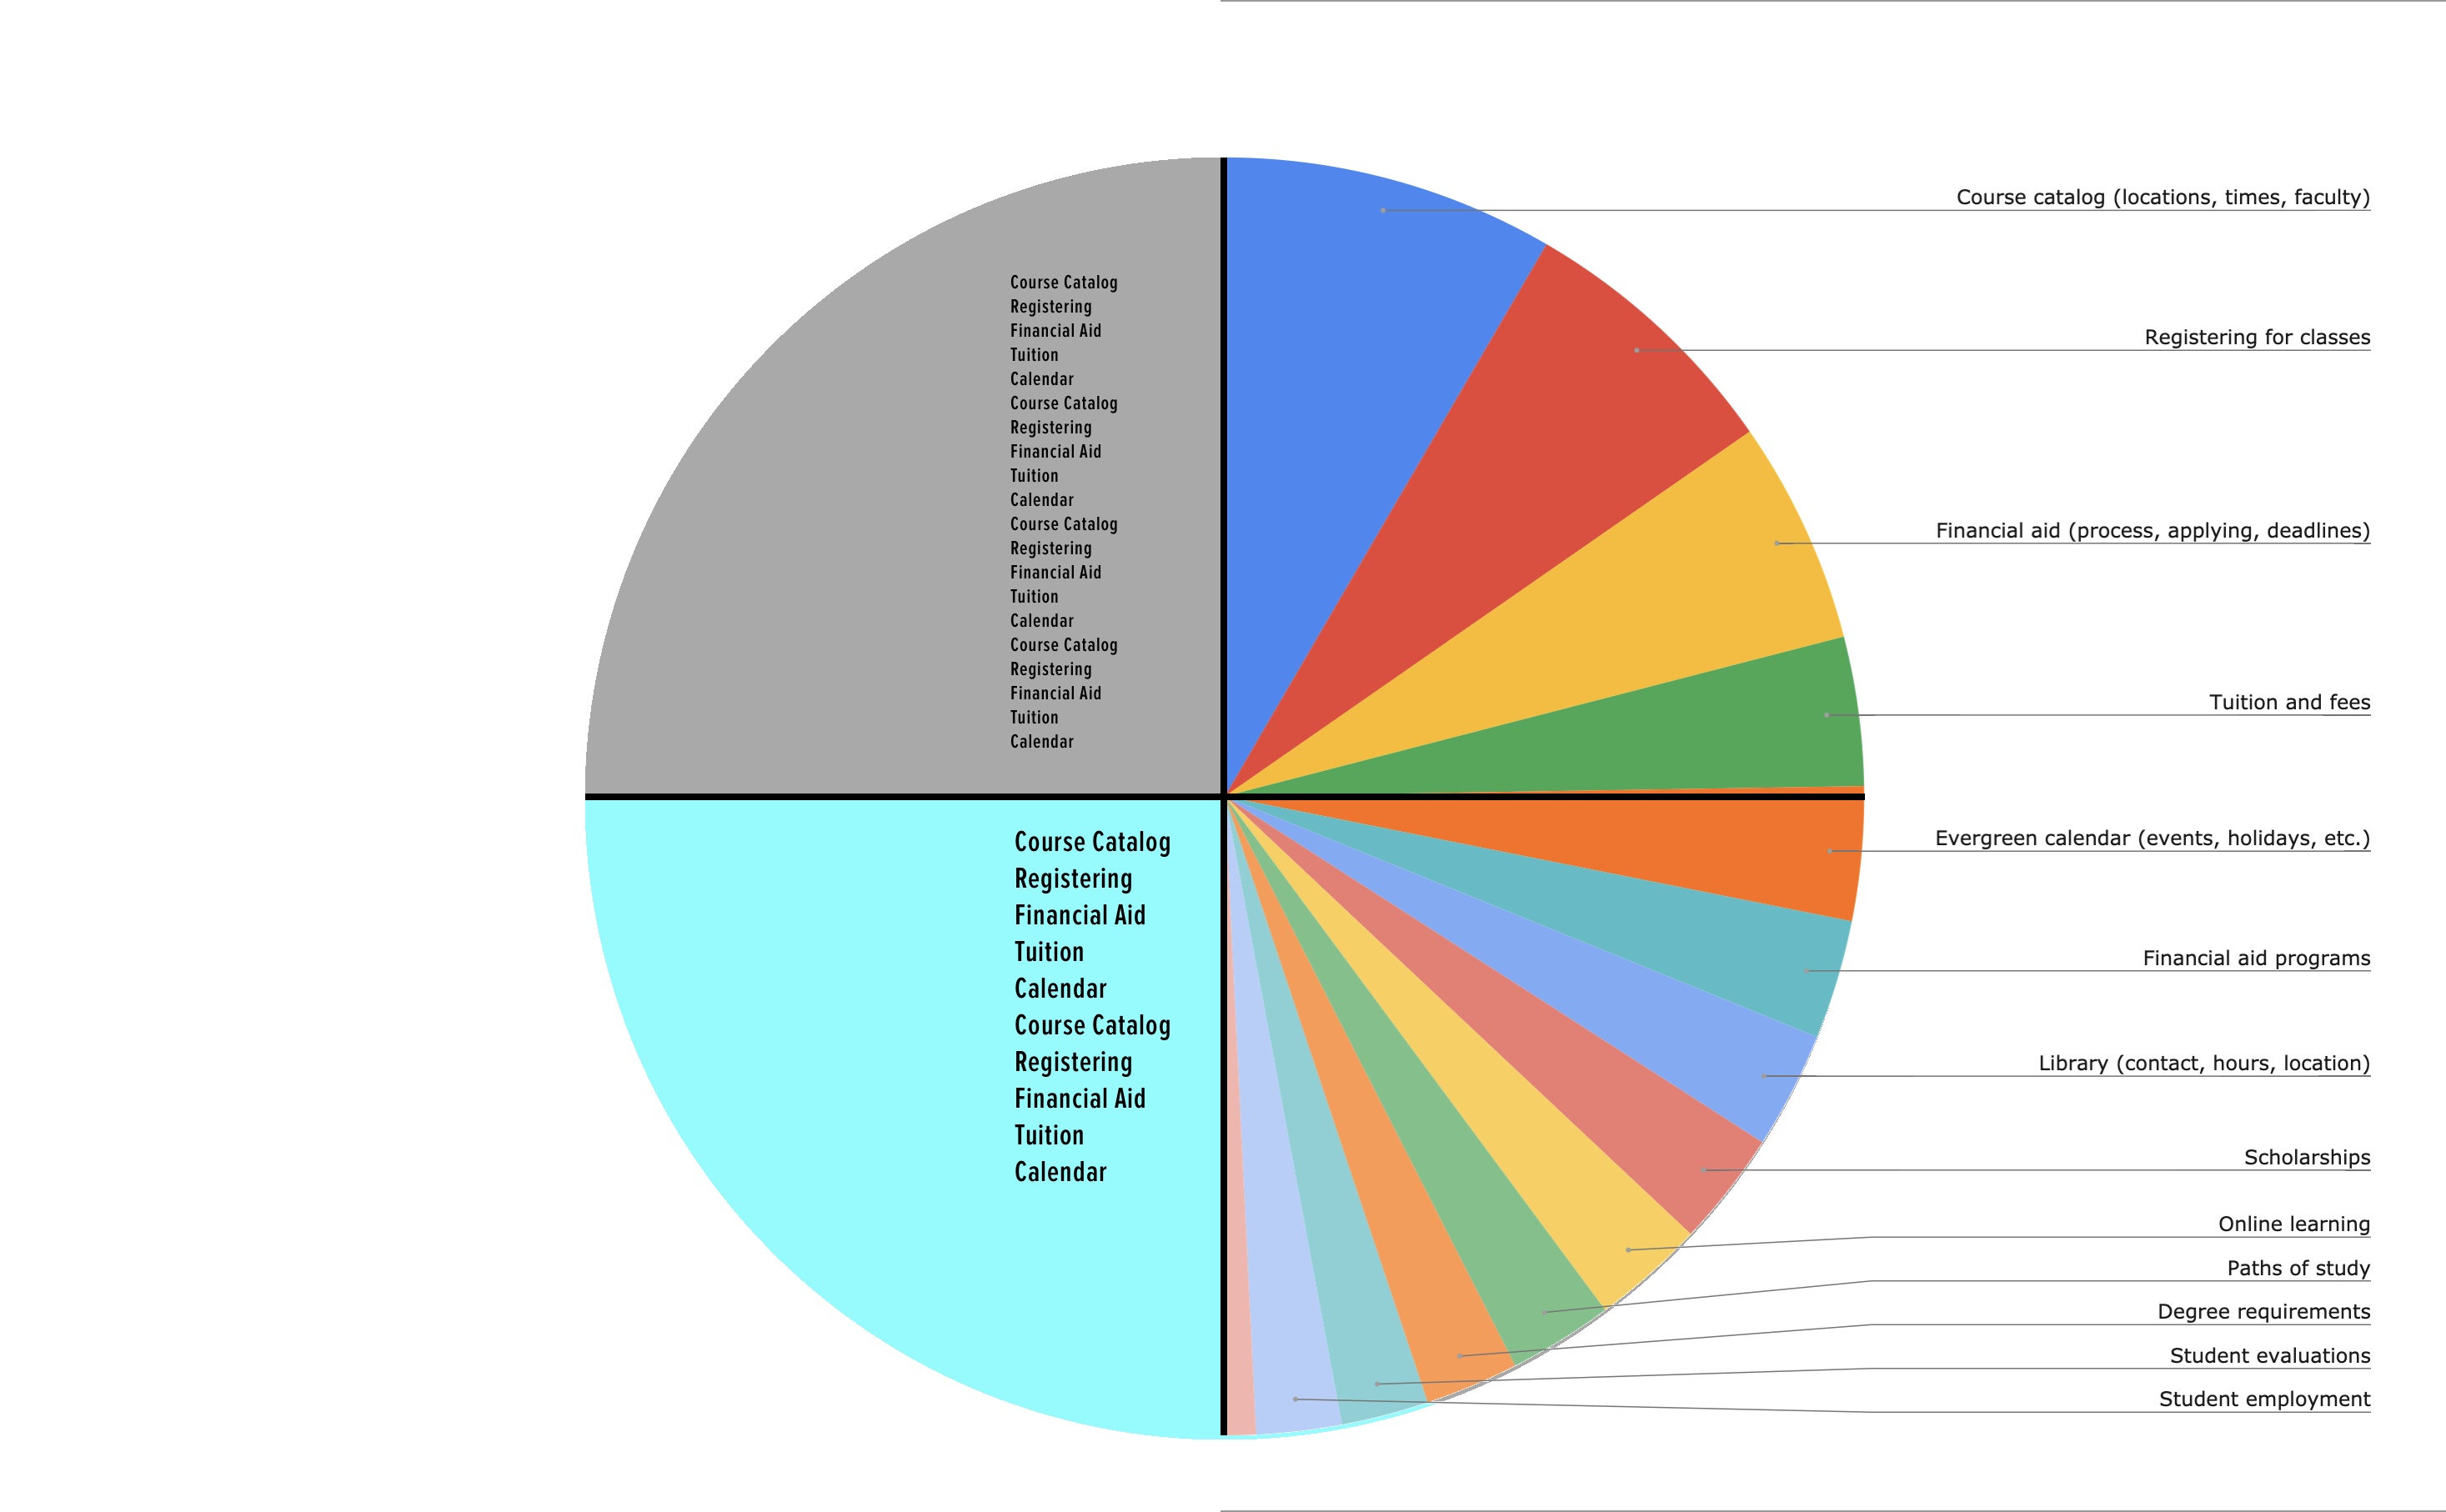 Course Catalog
Registering
Financial Aid
Tuition
Calendar
Course Catalog
Registering
Financial Aid
Tuition
Calendar
Course Catalog
Registering
Financial Aid
Tuition
Calendar
Course Catalog
Registering
Financial Aid
Tuition
Calendar
Course Catalog
Registering
Financial Aid
Tuition
Calendar
Course Catalog
Registering
Financial Aid
Tuition
Calendar
Course catalog (locations, times, faculty)
Registering for classes
Financial aid (process, applying, deadlines)
Tuition and fees
Evergreen calendar (events, holidays, etc.)
Financial aid programs
Library (contact, hours, location)
Scholarships
Online learning
Paths of study
Degree requirements
Student evaluations
Student employment